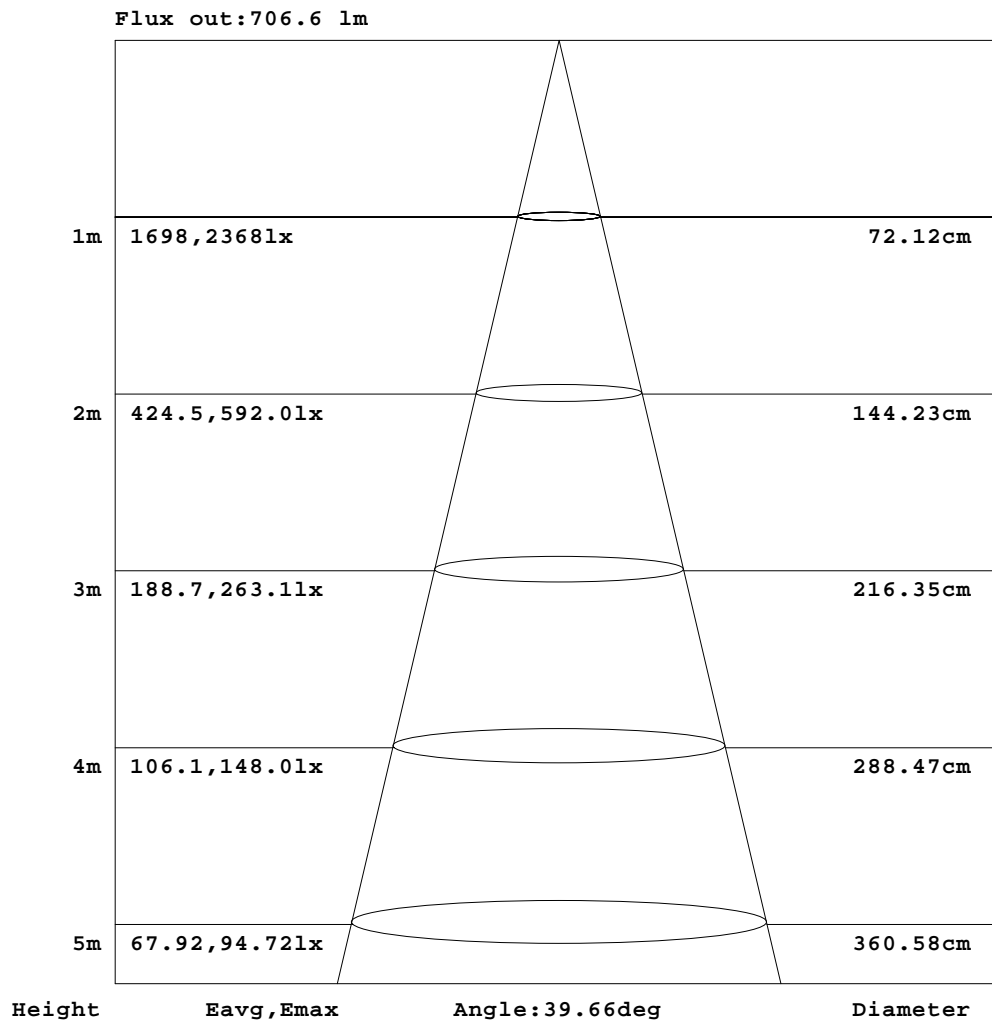 Flux out:706.6 lm
1m 1698,2368lx 72.12cm
2m 424.5,592.0lx 144.23cm
3m 188.7,263.1lx 216.35cm
4m 106.1,148.0lx 288.47cm
5m 67.92,94.72lx 360.58cm
Height Eavg,Emax Angle:39.66deg Diameter